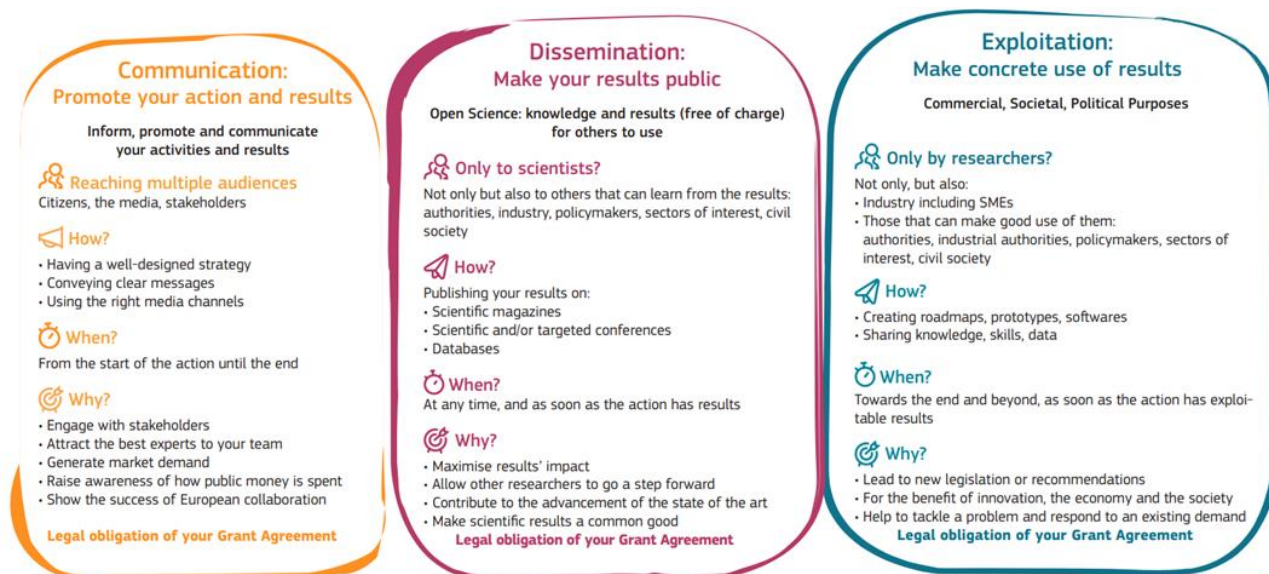 Communication:
Promote your action and results
Inform, promote and communicate
your activities and results
Reaching multiple audiences
Citizens, the media, stakeholders
How?
• Having a well-designed strategy
• Conveying clear messages
• Using the right media channels
When?
From the start of the action until the end
Why?
• Engage with stakeholders
• Attract the best experts to your team
• Generate market demand
• Raise awareness of how public money is spent
• Show the success of European collaboration
Legal obligation of your Grant Agreement
Dissemination:
Make your results public
Open Science: knowledge and results (free of charge)
for others to use
Only to scientists?
Not only but also to others that can learn from the results:
authorities, industry, policymakers, sectors of interest, civil
society
How?
Publishing your results on:
• Scientific magazines
• Scientific and/or targeted conferences
• Databases
When?
At any time, and as soon as the action has results
Why?
• Maximise results' impact
• Allow other researchers to go a step forward
• Contribute to the advancement of the state of the art
• Make scientific results a common good
Legal obligation of your Grant Agreement
Exploitation:
Make concrete use of results
Commercial, Societal, Political Purposes
Only by researchers?
Not only, but also:
• Industry including SMEs
• Those that can make good use of them:
authorities, industrial authorities, policymakers, sectors of
interest, civil society
How?
• Creating roadmaps, prototypes, softwares
• Sharing knowledge, skills, data
When?
Towards the end and beyond, as soon as the action has exploi-
table results
Why?
• Lead to new legislation or recommendations
• For the benefit of innovation, the economy and the society
• Help to tackle a problem and respond to an existing demand
Legal obligation of your Grant Agreement